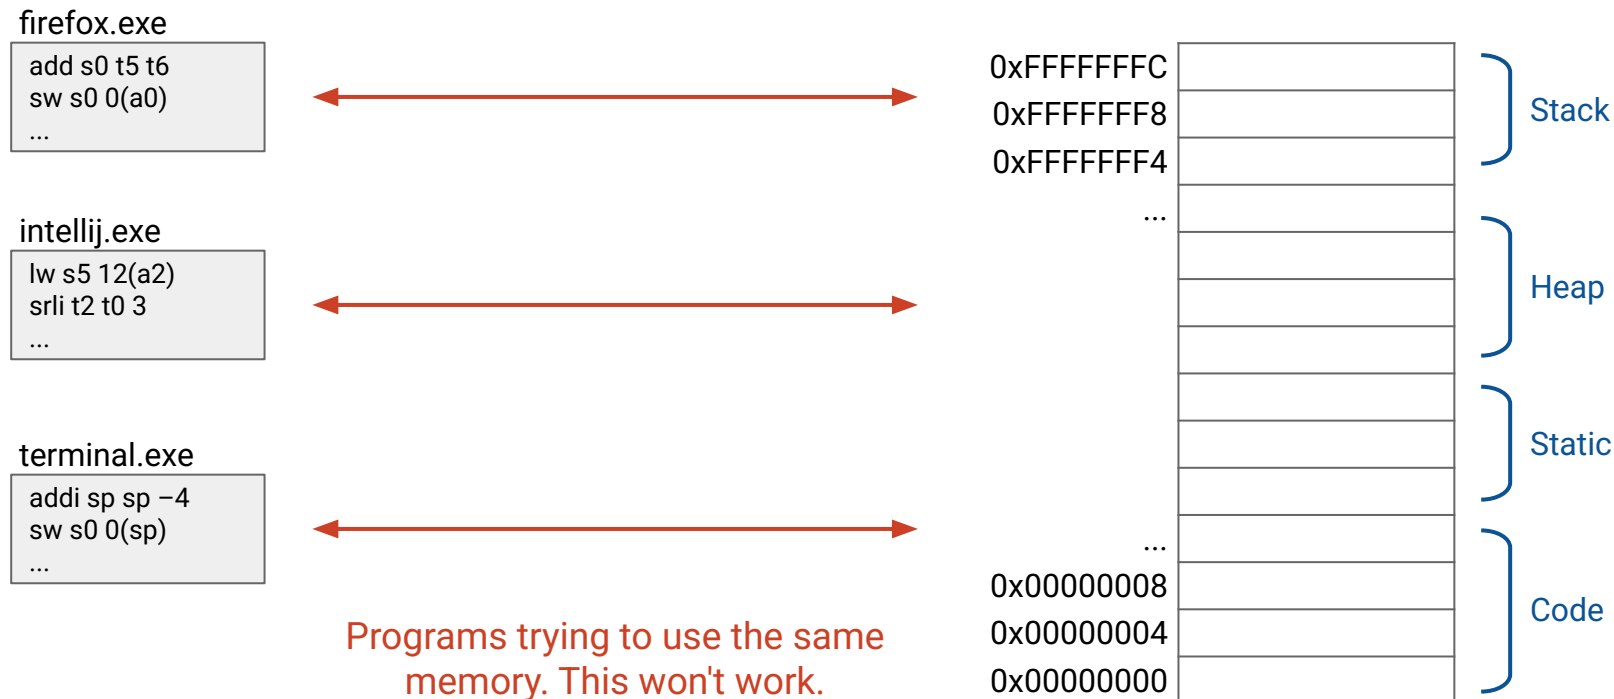 firefox.exe
add s0 t5 t6
sw s0 0(a0)
...
intellij.exe
lw s5 12(a2)
srli t2 t0 3
...
terminal.exe
addi sp sp −4
sw s0 0(sp)
...
Programs trying to use the same
memory. This won't work.
0xFFFFFFFC
0xFFFFFFF8
0xFFFFFFF4
...
...
0x00000008
0x00000004
0x00000000
Stack
Heap
Static
Code